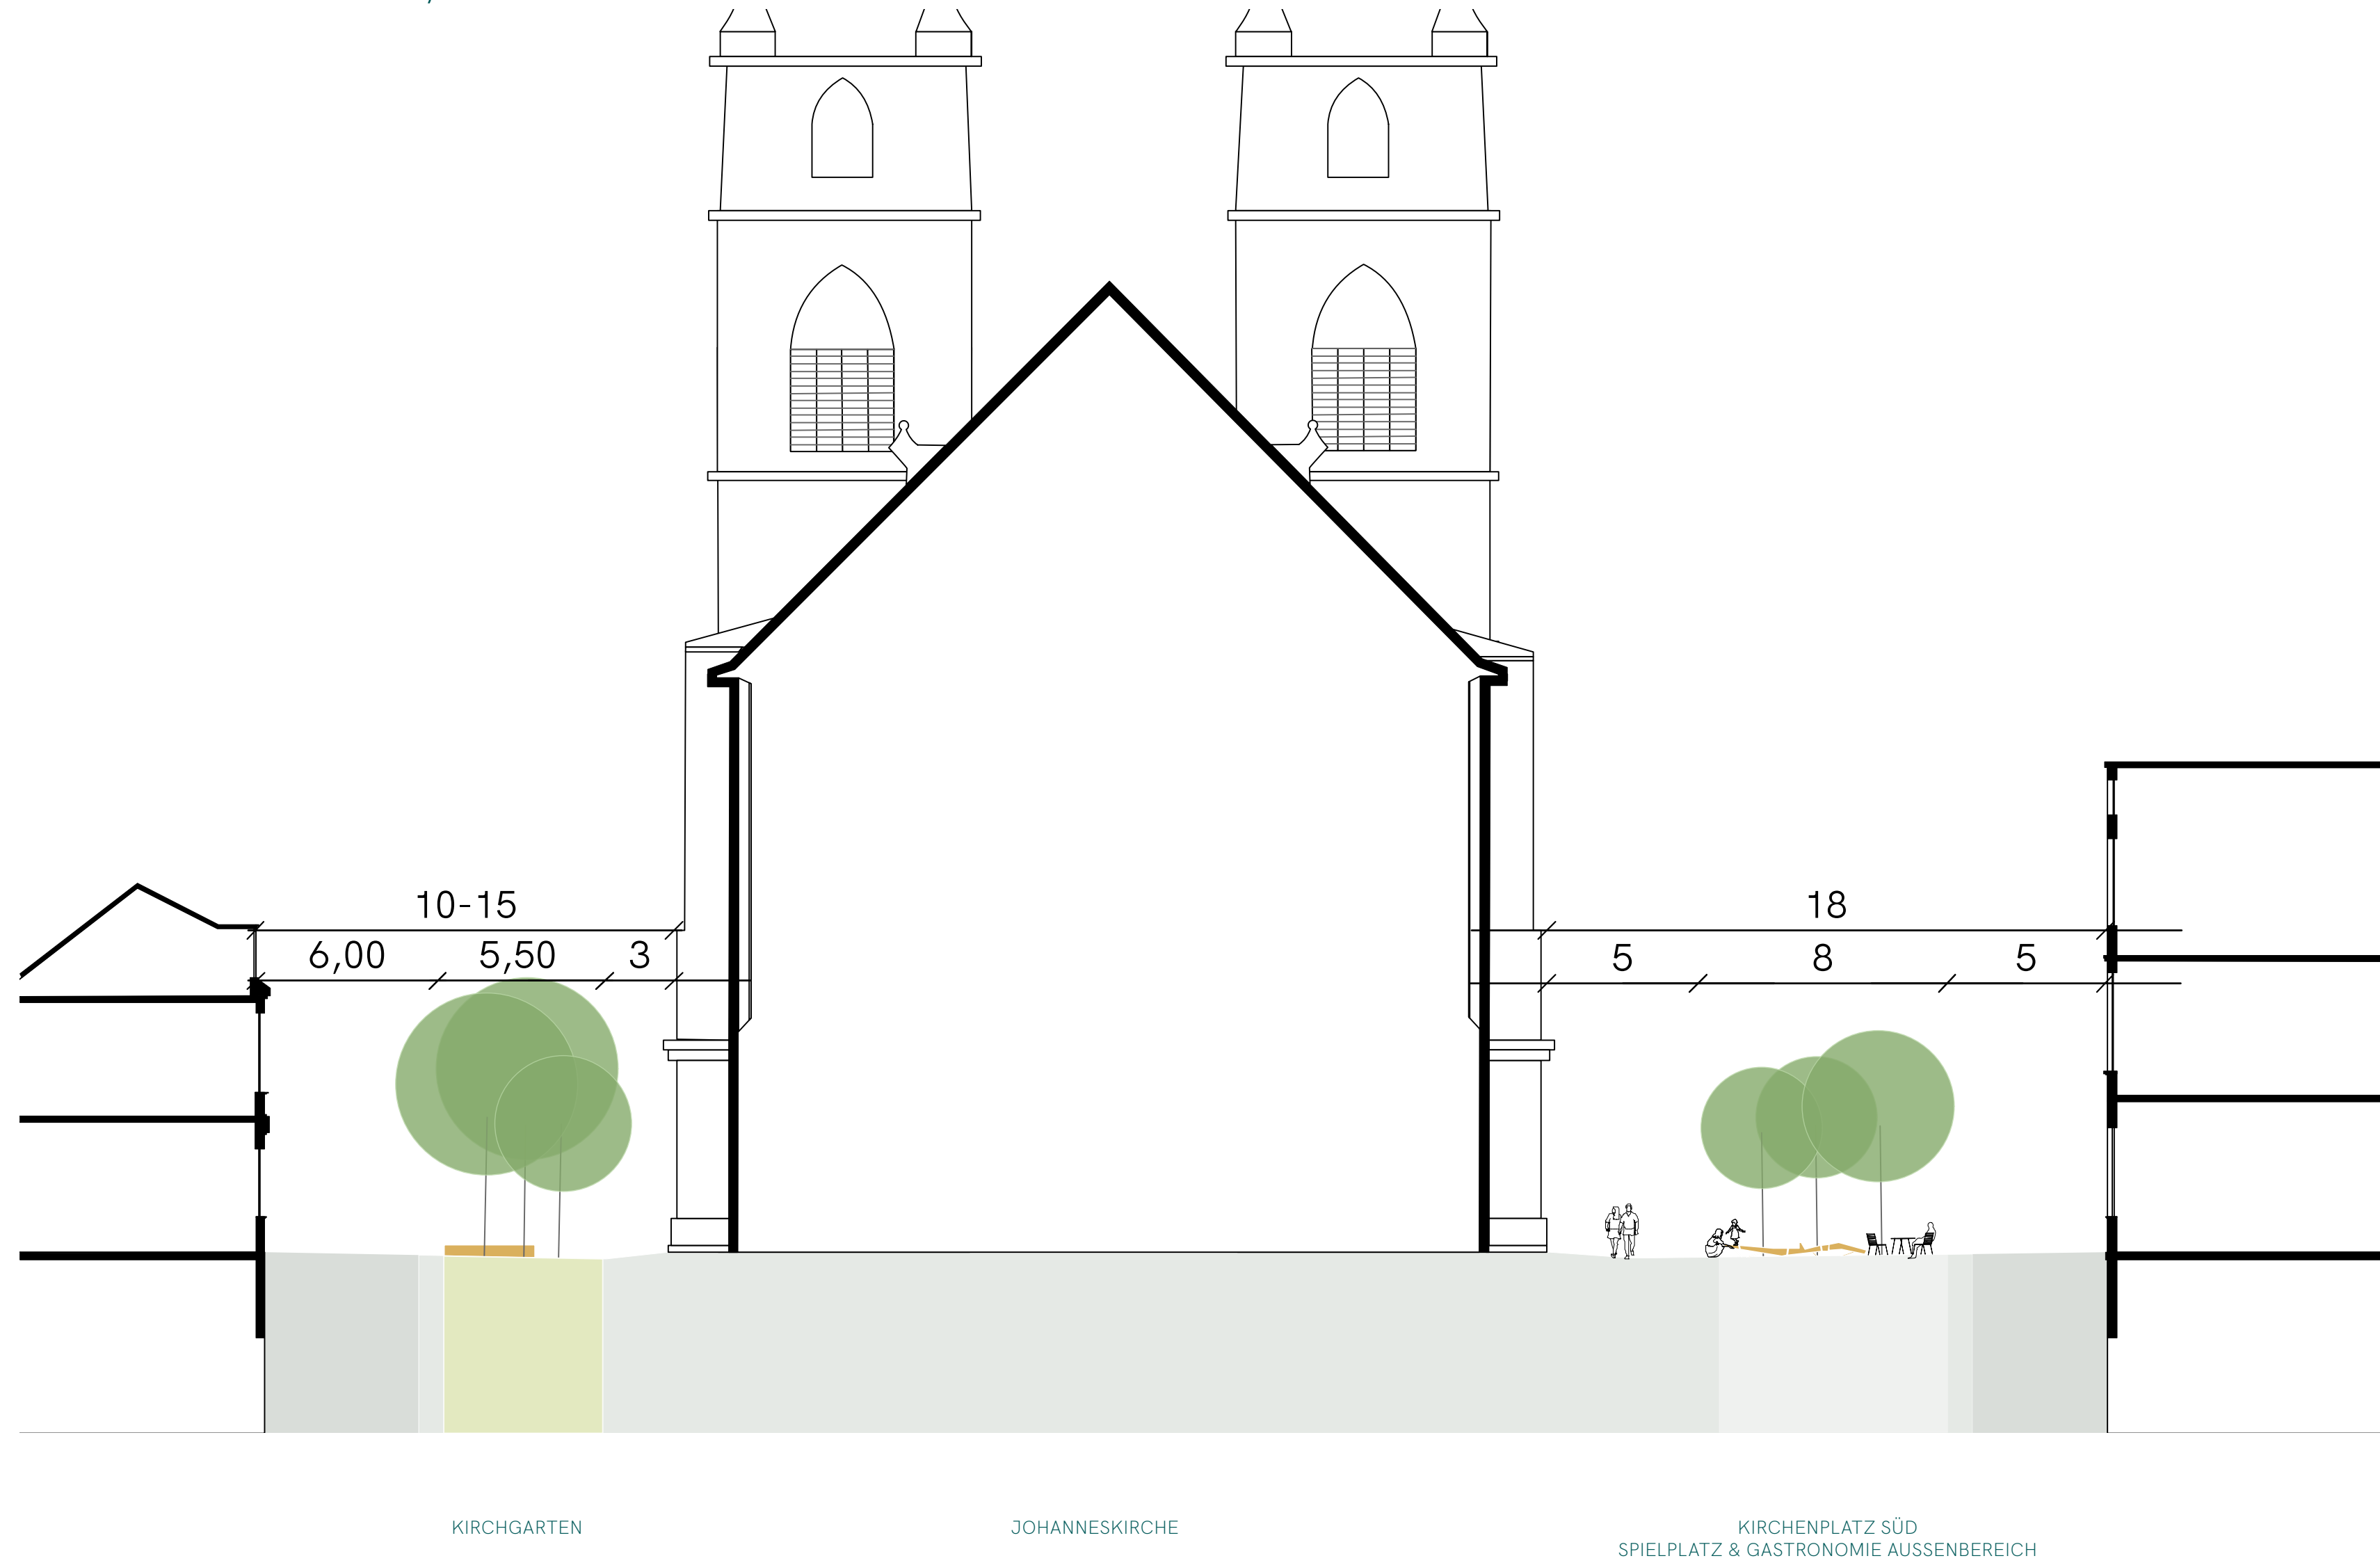 10-15
18
6,00 5,50 3
5 8 5
KIRCHGARTEN
JOHANNESKIRCHE
KIRCHENPLATZ SÜD
SPIELPLATZ & GASTRONOMIE AUSSENBEREICH